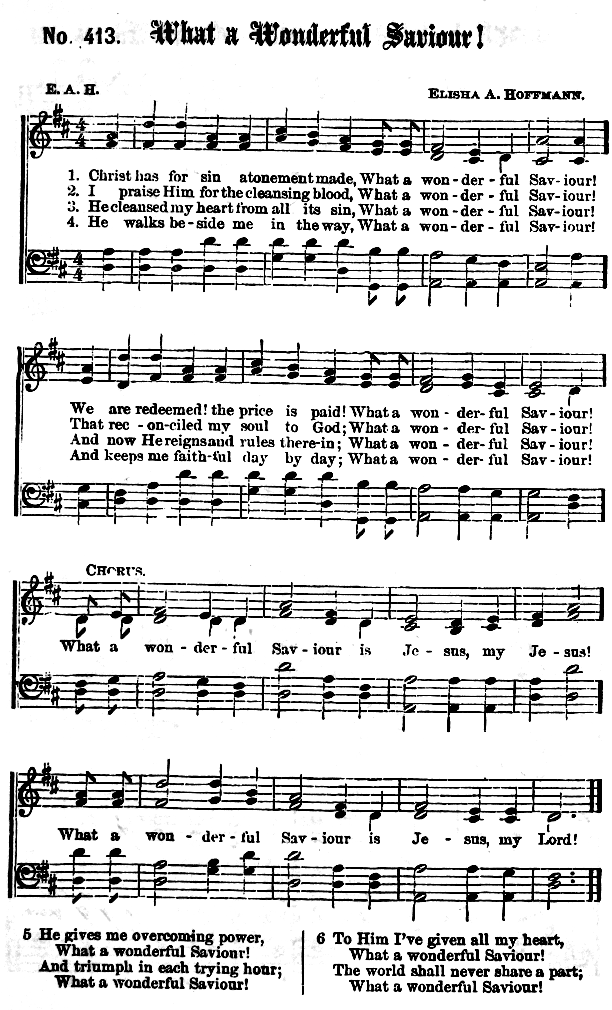 No. 413. What a Wonderful Saviour!
E. A. H. ELISHA A. HOFFMANN.
1. Christ has for sin atonement made, What a won-der-ful Sav-iour!
2. I praise Him for the cleansing blood, What a won-der-ful Sav-iour!
3. He cleansed my heart from all its sin, What a won-der-ful Sav-iour!
4. He walks be-side me in the way, What a won-der-ful Sav-iour!
We are redeemed! the price is paid! What a won-der-ful Sav-iour!
That rec-on-ciled my soul to God; What a won-der-ful Sav-iour!
And now He reigns and rules there-in; What a won-der-ful Sav-iour!
And keeps me faith-ful day by day; What a won-der-ful Sav-iour!
CHORUS.
What a won-der-ful Sav-iour is Je-sus, my Je-sus!
What a won-der-ful Sav-iour is Je-sus, my Lord!
5 He gives me overcoming power,
What a wonderful Saviour!
And triumph in each trying hour;
What a wonderful Saviour!
6 To Him I've given all my heart,
What a wonderful Saviour!
The world shall never share a part;
What a wonderful Saviour!